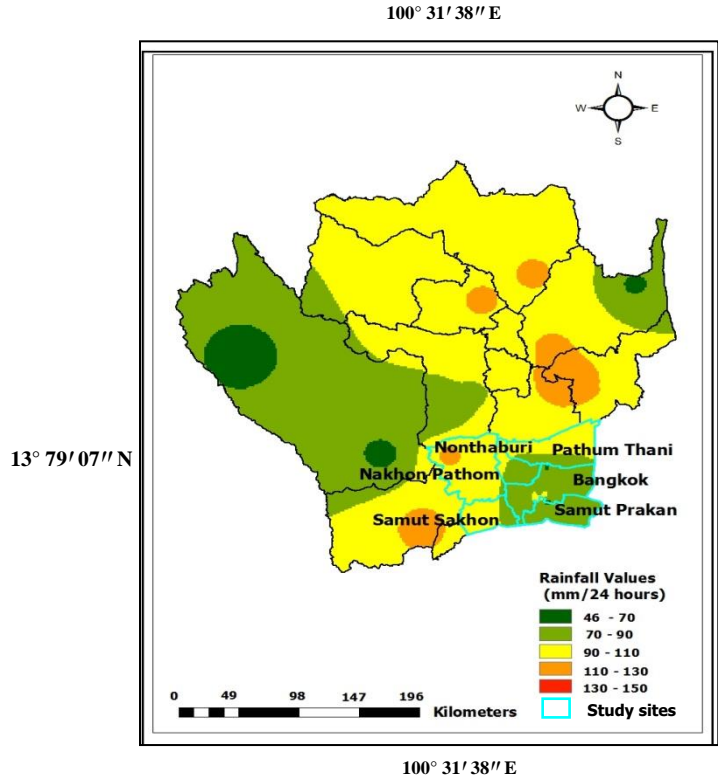 100° 31′ 38″ E
N
W E
S
13° 79′ 07″ N
Nonthaburi
Pathum Thani
Nakhon Pathom
Bangkok
Samut Sakhon
Samut Prakan
Rainfall Values
(mm/24 hours)
46 - 70
70 - 90
90 - 110
110 - 130
130 - 150
Study sites
0 49 98 147 196
Kilometers
100° 31′ 38″ E